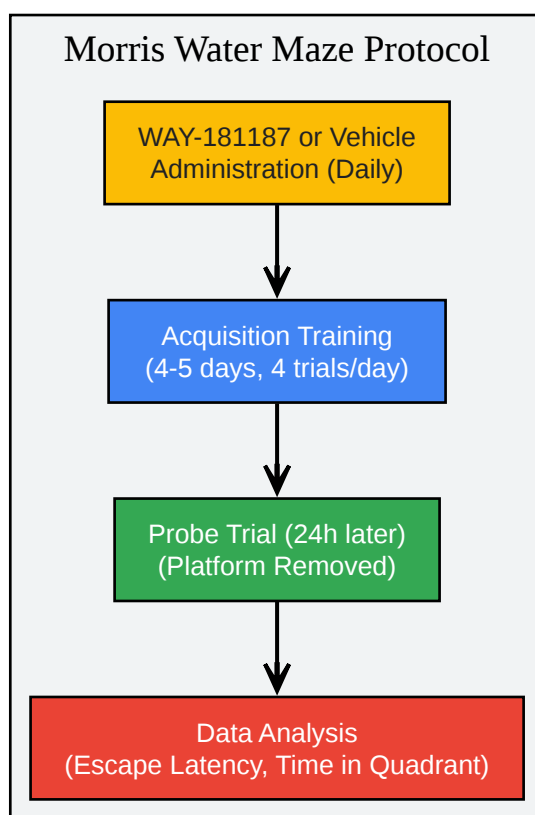 Morris Water Maze Protocol
WAY-181187 or Vehicle
Administration (Daily)
Acquisition Training
(4-5 days, 4 trials/day)
Probe Trial (24h later)
(Platform Removed)
Data Analysis
(Escape Latency, Time in Quadrant)